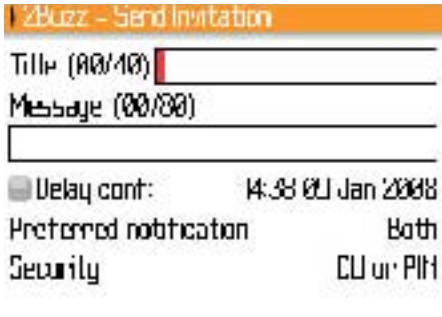 2Buzz - Send Invitation
Title (00/40)
Message (00/80)
Delay conf: 14:38 Jan 2008
Preferred notification Both
Security or PIN